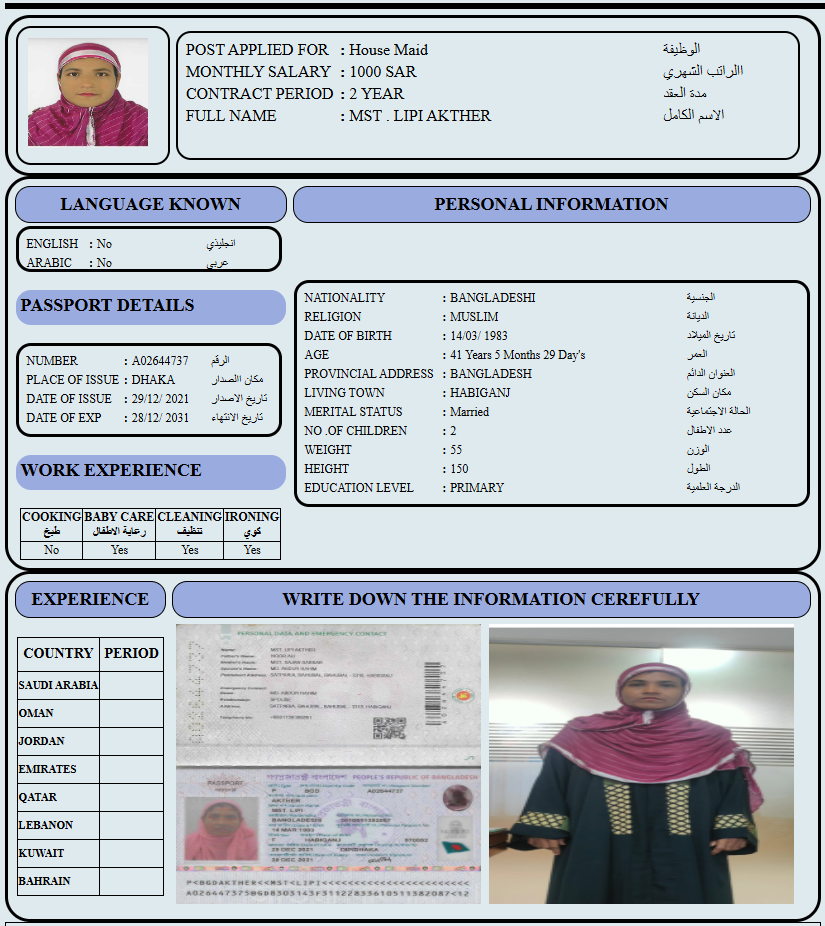 POST APPLIED FOR : House Maid الوظيفة
MONTHLY SALARY : 1000 SAR االراتب الشهري
CONTRACT PERIOD : 2 YEAR مدة العقد
FULL NAME : MST . LIPI AKTHER الاسم الكامل
LANGUAGE KNOWN
ENGLISH : No انجليذي
ARABIC : No عربي
PASSPORT DETAILS
NUMBER : A02644737 الرقم
PLACE OF ISSUE : DHAKA مكان االصدار
DATE OF ISSUE : 29/12/ 2021 تاريخ الاصدار
DATE OF EXP : 28/12/ 2031 تاريخ الانتهاء
WORK EXPERIENCE
COOKING BABY CARE CLEANING IRONING
طبخ رعاية الاطفال تنظيف كوي
No Yes Yes Yes
PERSONAL INFORMATION
NATIONALITY : BANGLADESHI الجنسية
RELIGION : MUSLIM الديانة
DATE OF BIRTH : 14/03/ 1983 تاريخ الميلاد
AGE : 41 Years 5 Months 29 Day's العمر
PROVINCIAL ADDRESS : BANGLADESH العنوان الدائم
LIVING TOWN : HABIGANJ مكان السكن
MERITAL STATUS : Married الحالة الاجتماعية
NO .OF CHILDREN : 2 عدد الاطفال
WEIGHT : 55 الوزن
HEIGHT : 150 الطول
EDUCATION LEVEL : PRIMARY الدرجة العلمية
EXPERIENCE
COUNTRY PERIOD
SAUDI ARABIA
OMAN
JORDAN
EMIRATES
QATAR
LEBANON
KUWAIT
BAHRAIN
WRITE DOWN THE INFORMATION CEREFULLY
PERSONAL DATA AND EMERGENCY CONTACT
Name: MST. LIPI AKTHER
PASSPORT
PEOPLE'S REPUBLIC OF BANGLADESH
P BGD A02644737
AKTHER
MST. LIPI
BANGLADESHI
14 MAR 1983
F HABIGANJ
29 DEC 2021 DIP/DHAKA
28 DEC 2031
P<BGDAKTHER<<MST<LIPI<<<<<<<<<<<<<<<<<<<<<<<